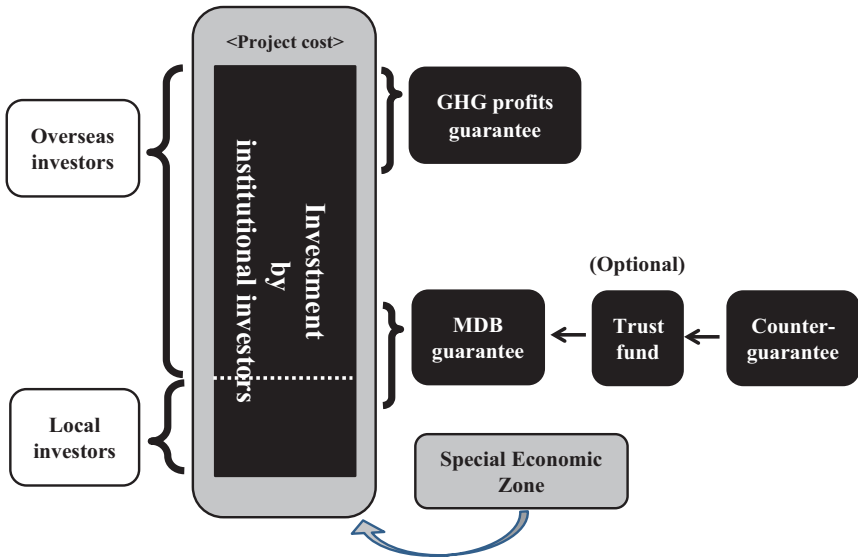 <Project cost>
Overseas
investors
Local
investors
Investment
by
institutional investors
GHG profits
guarantee
MDB
guarantee
(Optional)
Trust
fund
Counter-
guarantee
Special Economic
Zone